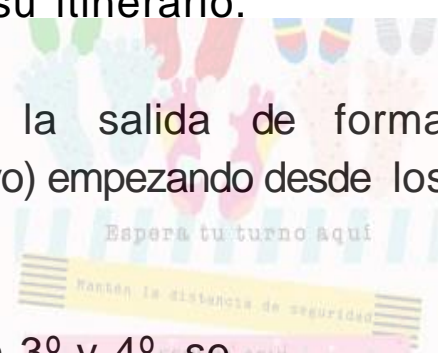 su itinerario.
la salida de forma
vo) empezando desde los
Espera tu turno aquí
Mantén la distancia de seguridad
3º y 4º se